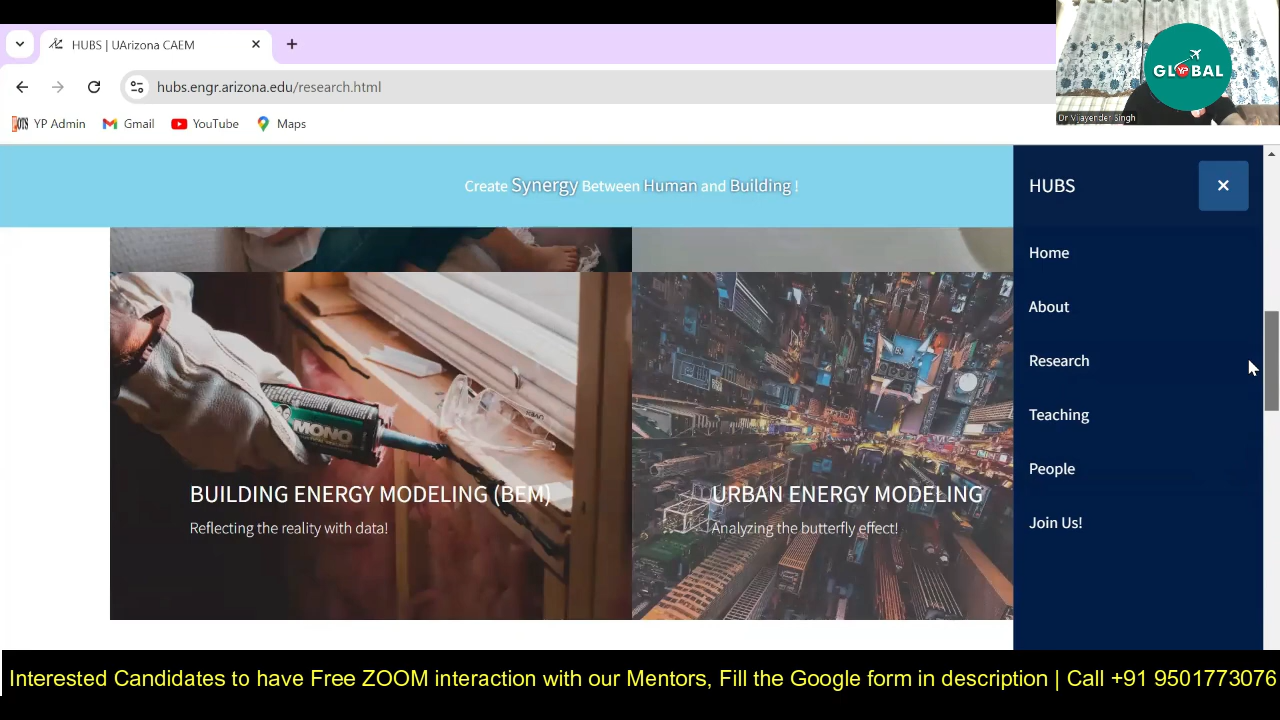 HUBS | UArizona CAEM
hubs.engr.arizona.edu/research.html
YP Admin
Gmail
YouTube
Maps
GLOBAL
YP
Dr Vijayender Singh
Create Synergy Between Human and Building !
HUBS
Home
About
Research
Teaching
People
Join Us!
MONO
BUILDING ENERGY MODELING (BEM)
Reflecting the reality with data!
URBAN ENERGY MODELING
Analyzing the butterfly effect!
Interested Candidates to have Free ZOOM interaction with our Mentors, Fill the Google form in description | Call +91 9501773076